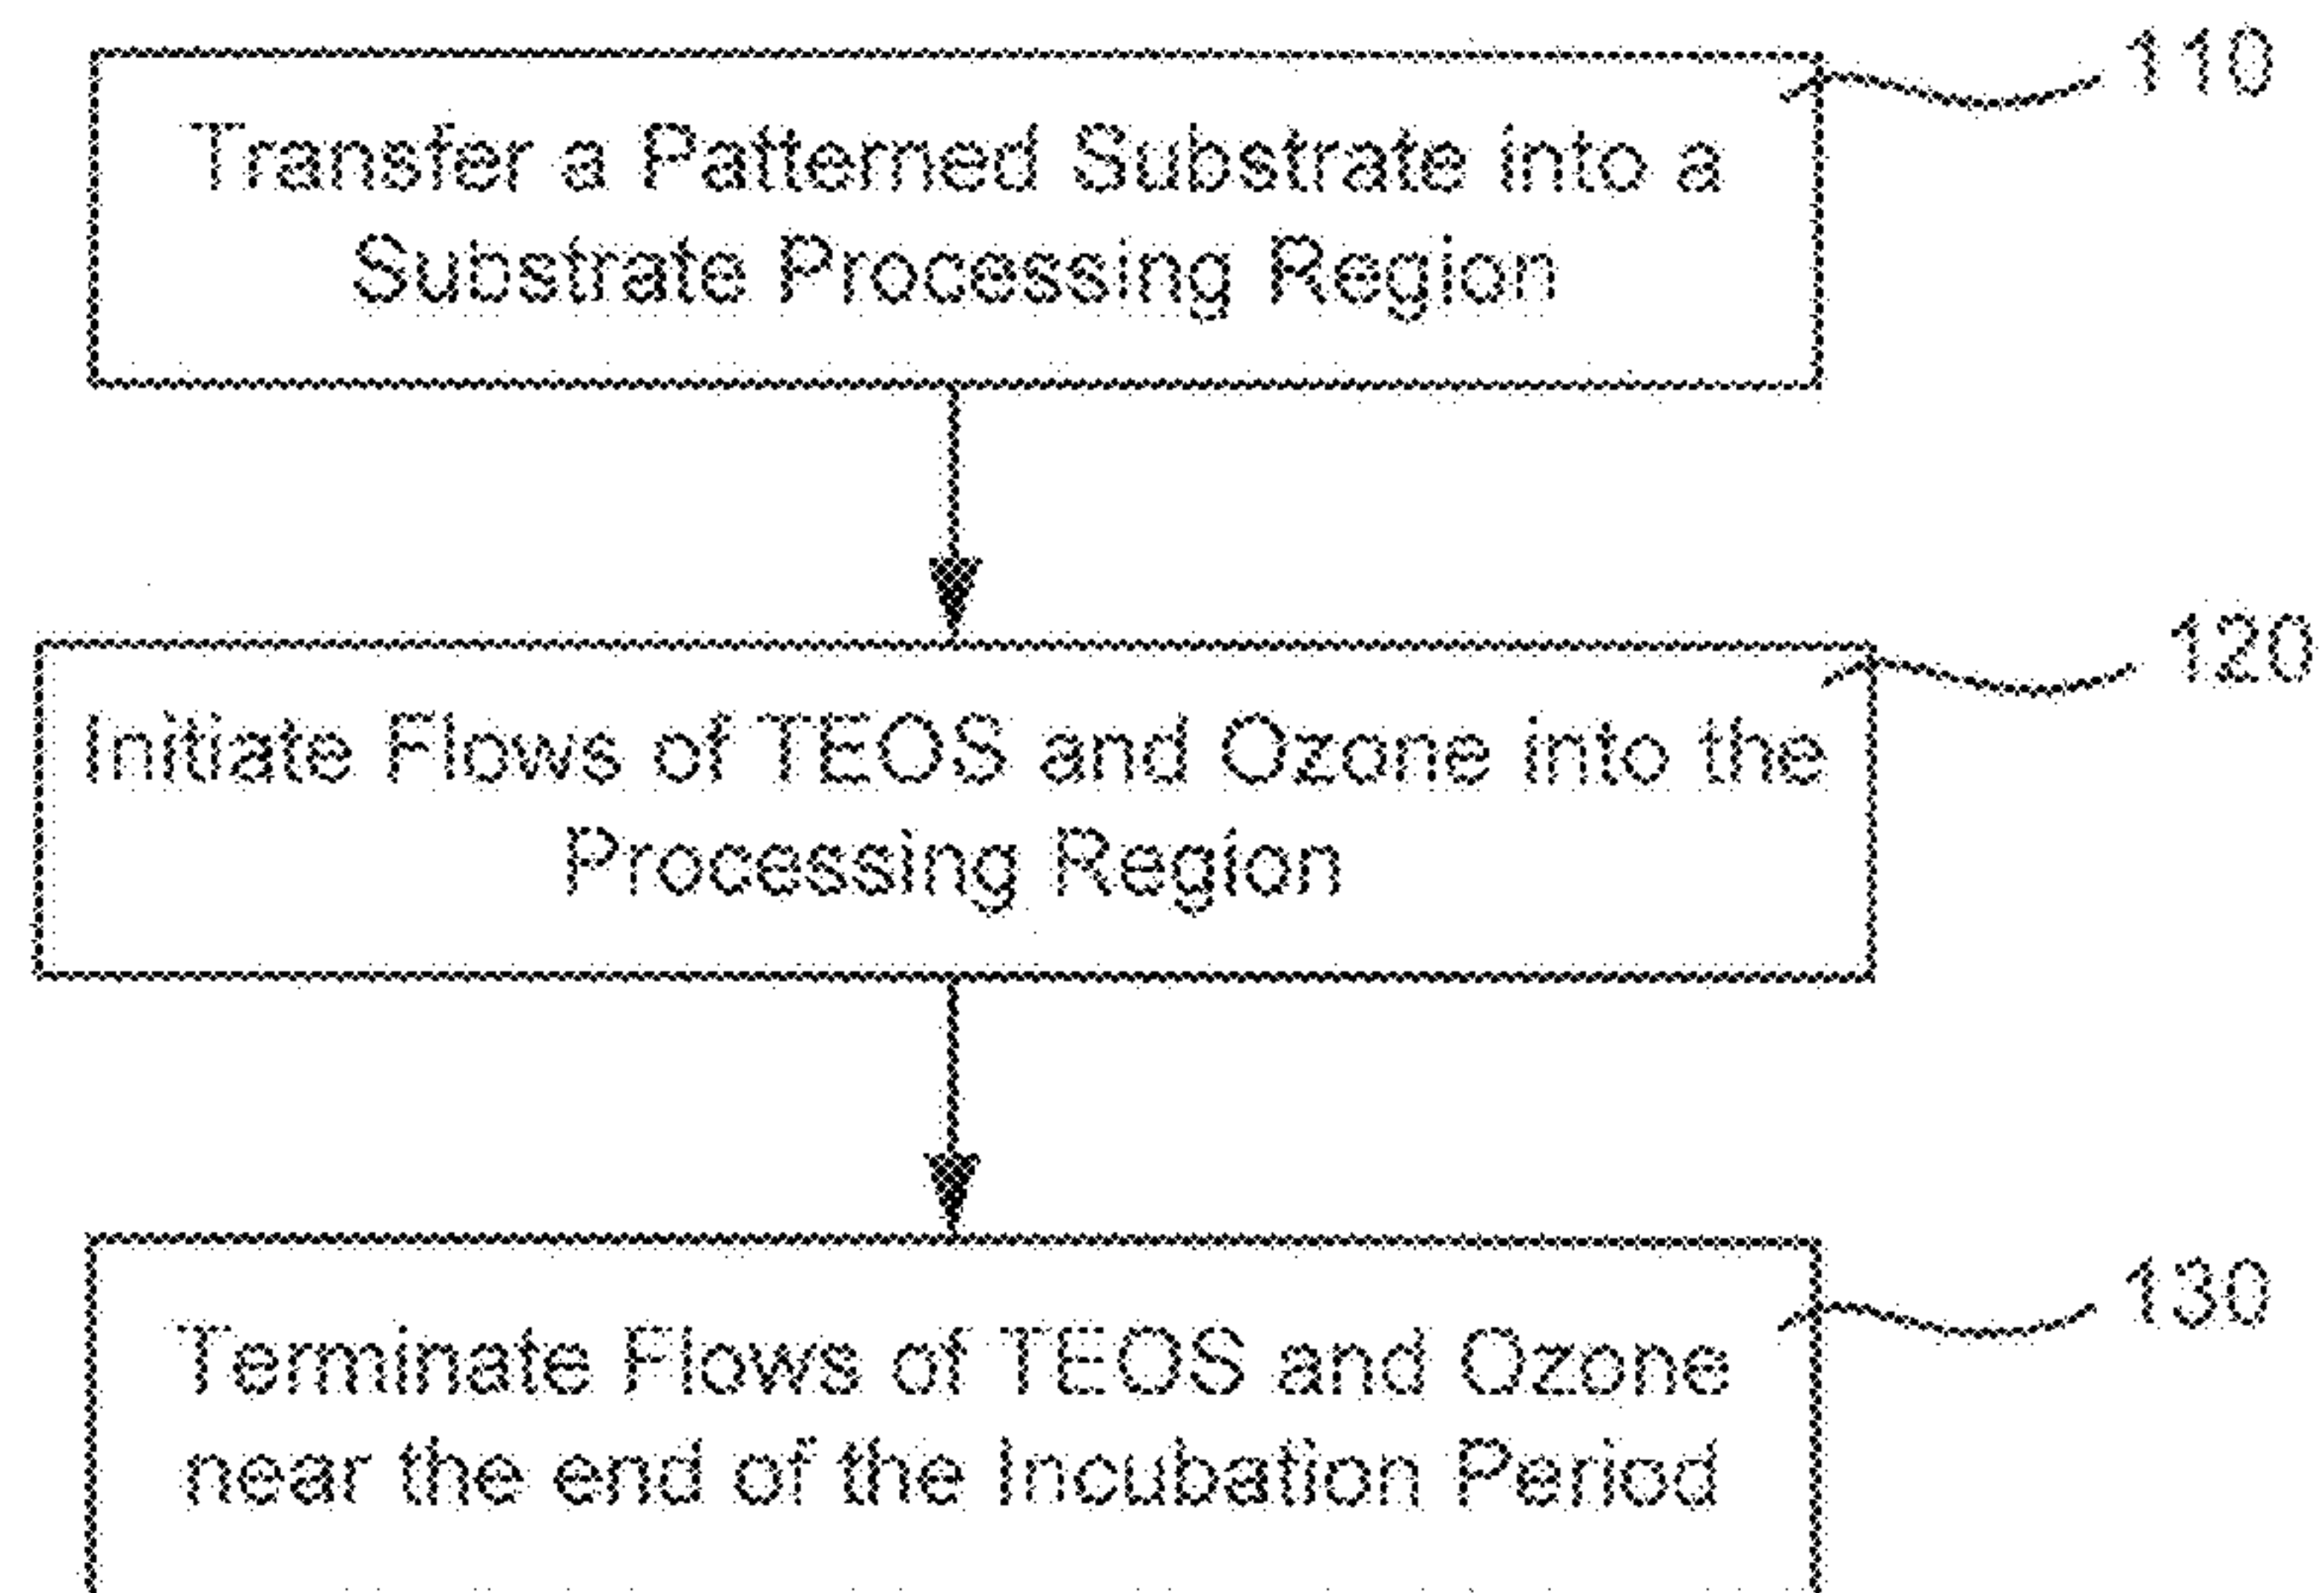 110
Transfer a Patterned Substrate into a
Substrate Processing Region
120
Initiate Flows of TEOS and Ozone into the
Processing Region
130
Terminate Flows of TEOS and Ozone
near the end of the Incubation Period